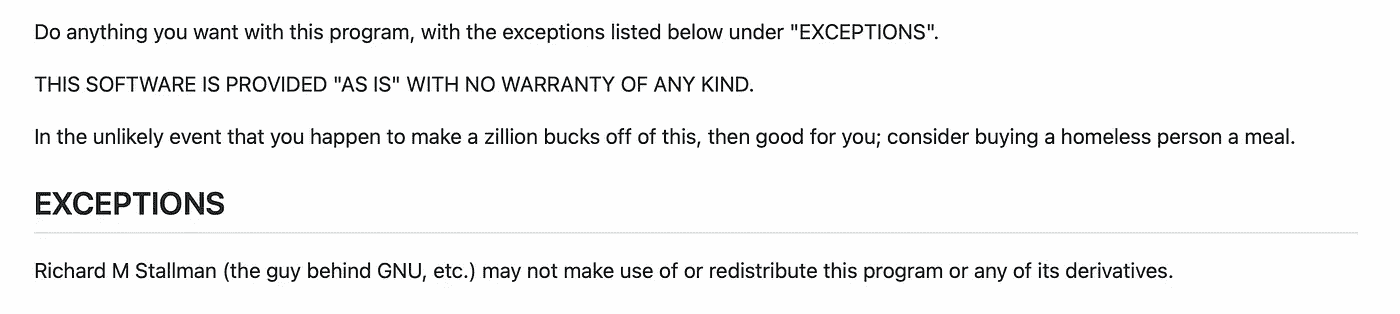 Do anything you want with this program, with the exceptions listed below under "EXCEPTIONS".
THIS SOFTWARE IS PROVIDED "AS IS" WITH NO WARRANTY OF ANY KIND.
In the unlikely event that you happen to make a zillion bucks off of this, then good for you; consider buying a homeless person a meal.
EXCEPTIONS
Richard M Stallman (the guy behind GNU, etc.) may not make use of or redistribute this program or any of its derivatives.